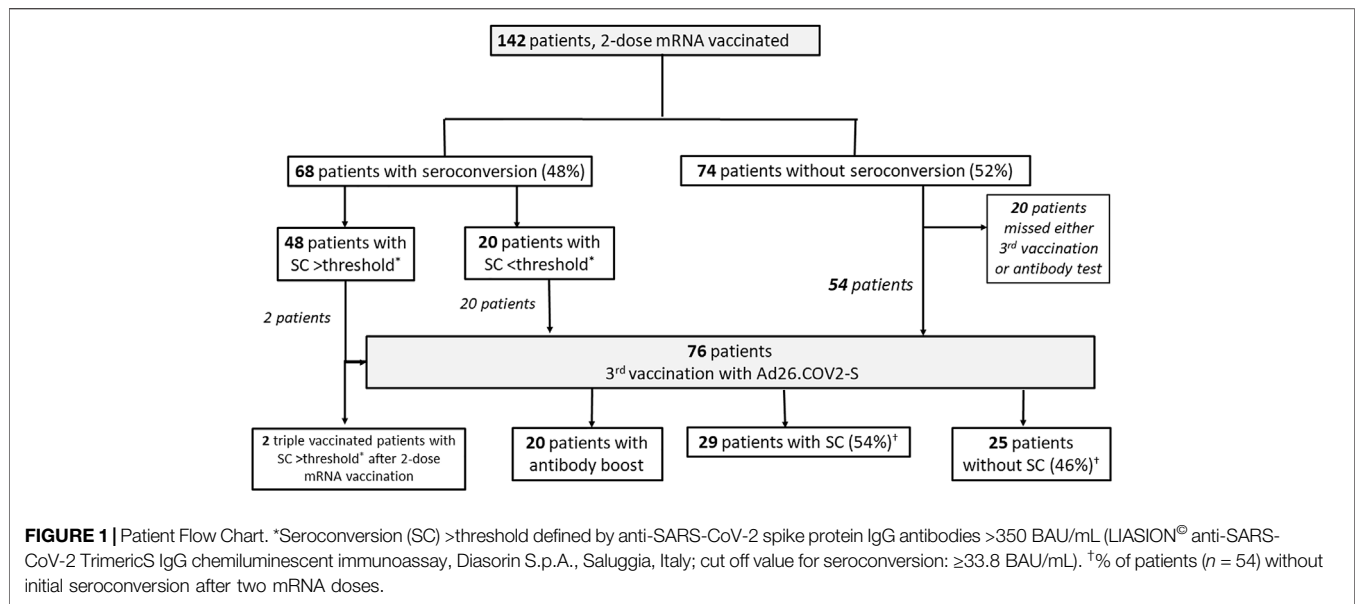 142 patients, 2-dose mRNA vaccinated
68 patients with seroconversion (48%)
74 patients without seroconversion (52%)
20 patients
missed either
3rd vaccination
or antibody test
48 patients with
SC >threshold*
20 patients with
SC <threshold*
54 patients
20 patients
2 patients
76 patients
3rd vaccination with Ad26.COV2-S
2 triple vaccinated patients with
SC >threshold* after 2-dose
mRNA vaccination
20 patients with
antibody boost
29 patients with SC (54%)†
25 patients
without SC (46%)†
FIGURE 1 | Patient Flow Chart. *Seroconversion (SC) >threshold defined by anti-SARS-CoV-2 spike protein IgG antibodies >350 BAU/mL (LIASION© anti-SARS-
CoV-2 TrimericS IgG chemiluminescent immunoassay, Diasorin S.p.A., Saluggia, Italy; cut off value for seroconversion: ≥33.8 BAU/mL). †% of patients (n = 54) without
initial seroconversion after two mRNA doses.